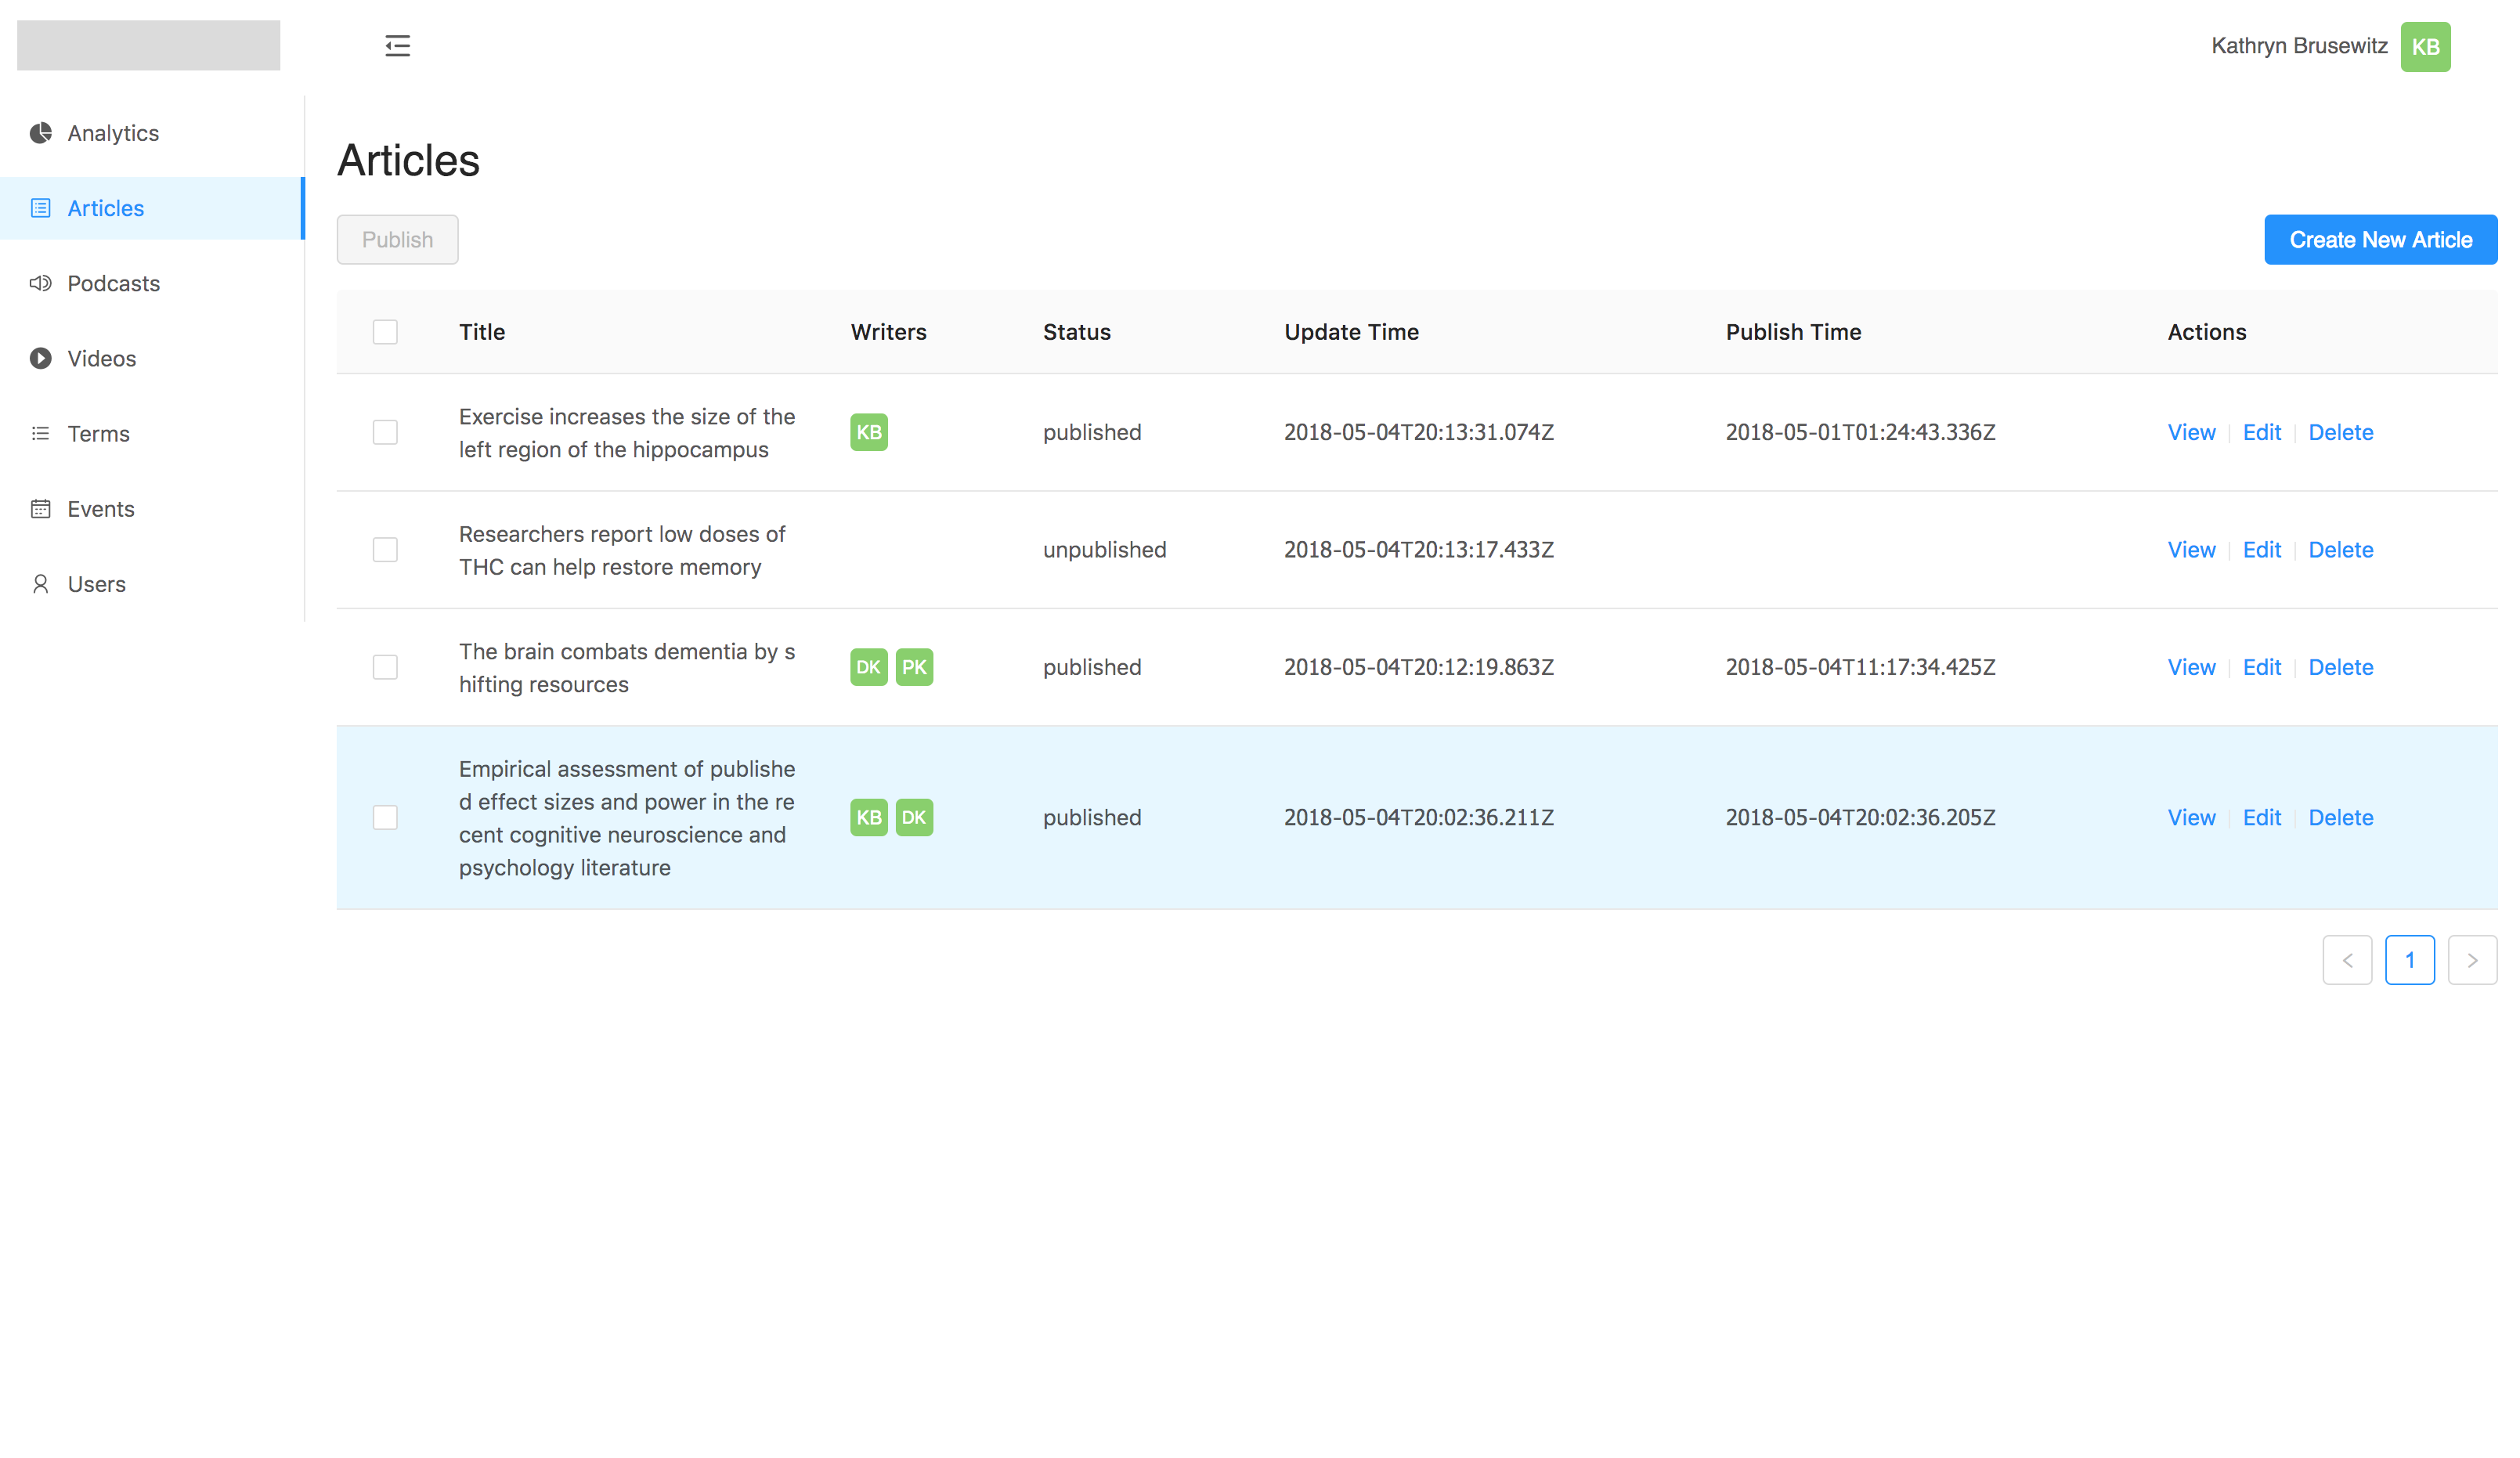 Kathryn Brusewitz KB
Analytics
Articles
Podcasts
Videos
Terms
Events
Users
Articles
Publish
Create New Article
Title Writers Status Update Time Publish Time Actions
Exercise increases the size of the
left region of the hippocampus
KB published 2018-05-04T20:13:31.074Z 2018-05-01T01:24:43.336Z View Edit Delete
Researchers report low doses of
THC can help restore memory
unpublished 2018-05-04T20:13:17.433Z View Edit Delete
The brain combats dementia by s
hifting resources
DK PK published 2018-05-04T20:12:19.863Z 2018-05-04T11:17:34.425Z View Edit Delete
Empirical assessment of publishe
d effect sizes and power in the re
cent cognitive neuroscience and
psychology literature
KB DK published 2018-05-04T20:02:36.211Z 2018-05-04T20:02:36.205Z View Edit Delete
1